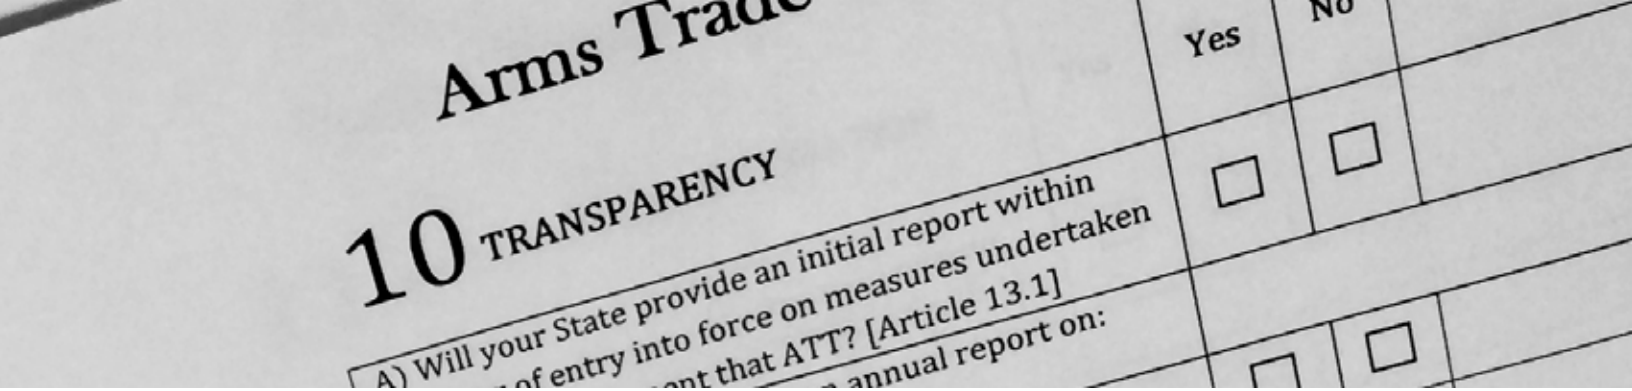 Arms Trade
Yes
No
10 TRANSPARENCY
A) Will your State provide an initial report within
of entry into force on measures undertaken
that ATT? [Article 13.1]
annual report on: